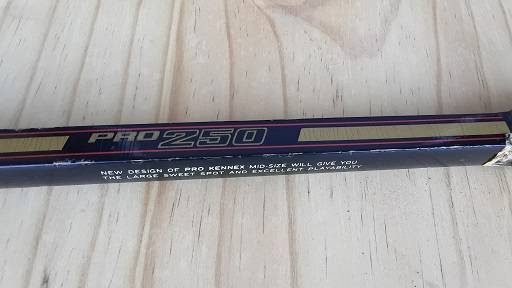 PRO 250
NEW DESIGN OF PRO KENNEX MID-SIZE WILL GIVE YOU
THE LARGE SWEET SPOT AND EXCELLENT PLAYABILITY